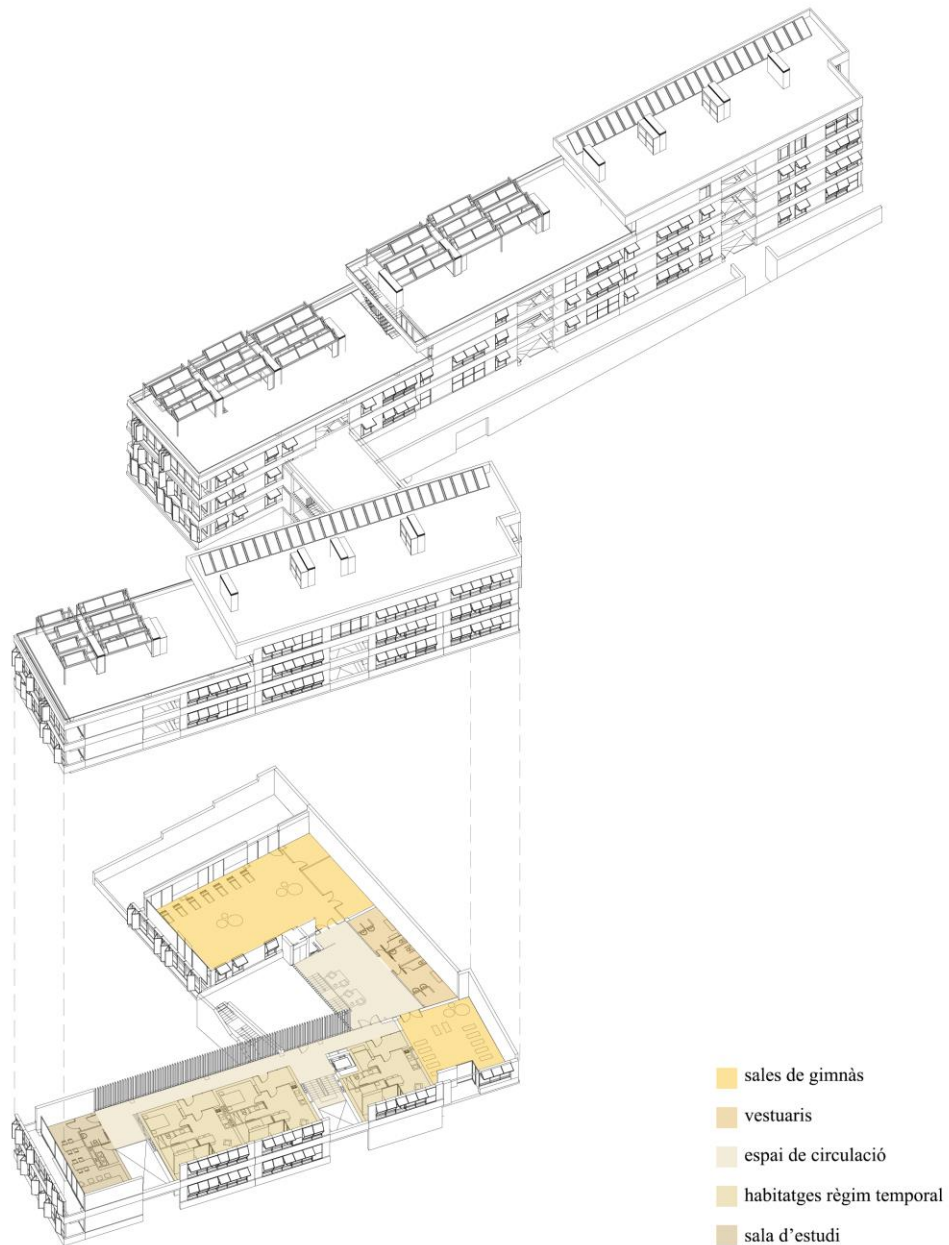 sales de gimnàs
vestuaris
espai de circulació
habitatges règim temporal
sala d'estudi